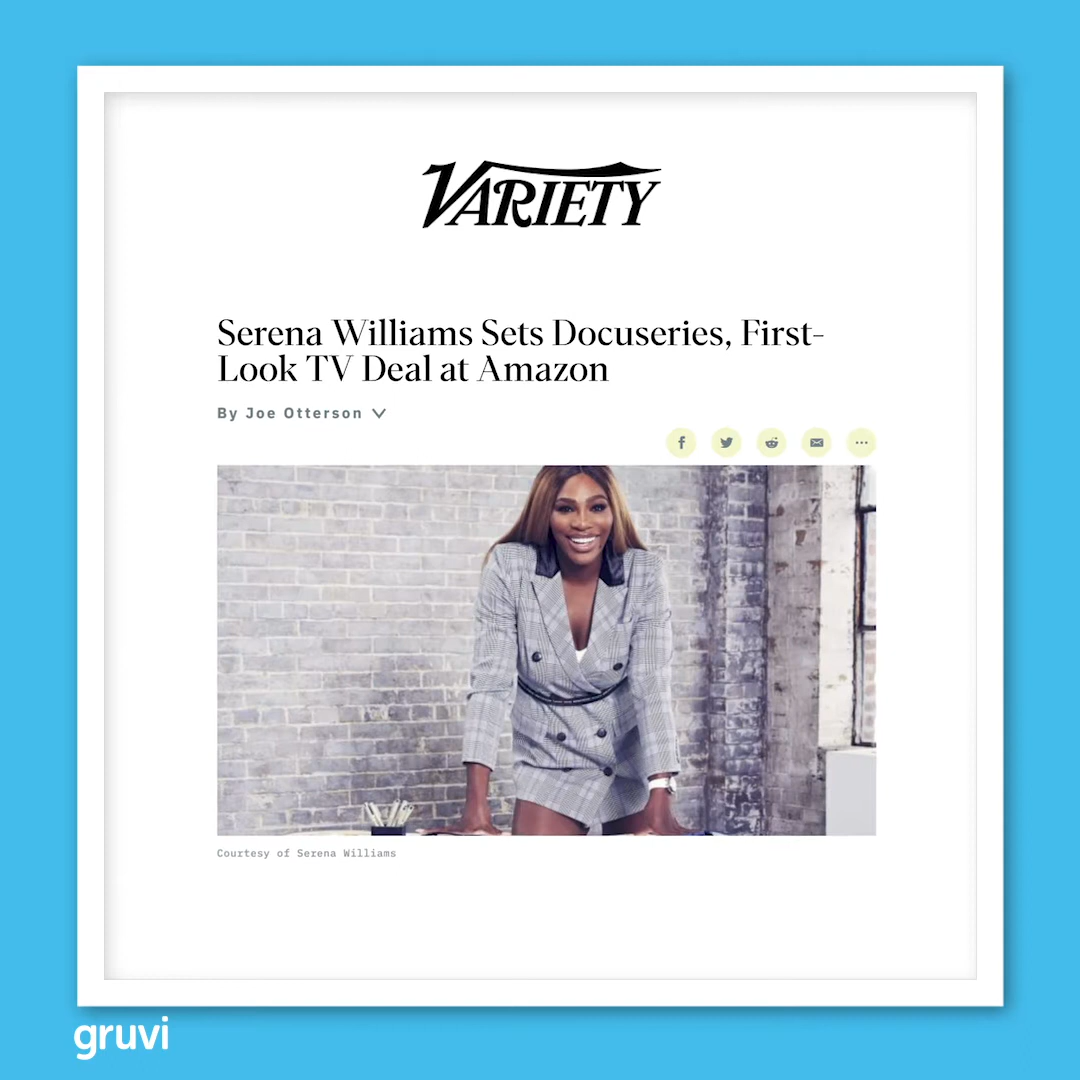 VARIETY
Serena Williams Sets Docuseries, First-
Look TV Deal at Amazon
By Joe Otterson
Courtesy of Serena Williams
gruvi